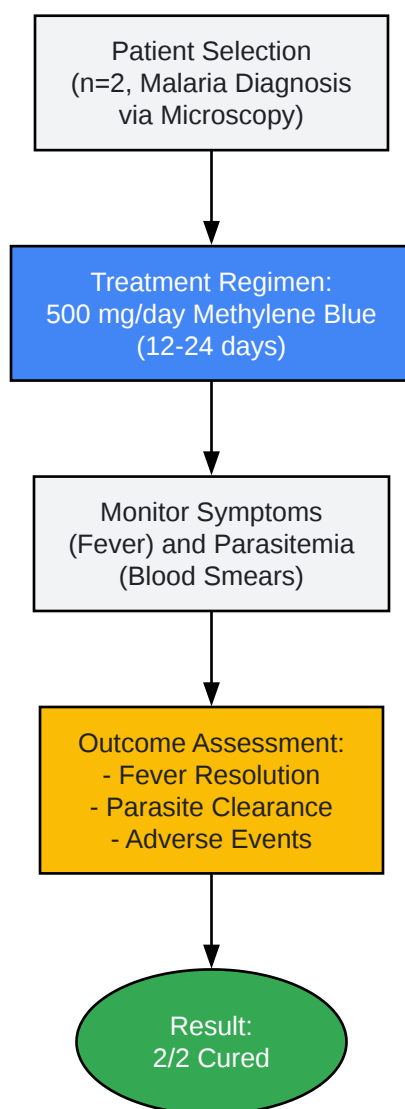 Patient Selection
(n=2, Malaria Diagnosis
via Microscopy)
Treatment Regimen:
500 mg/day Methylene Blue
(12-24 days)
Monitor Symptoms
(Fever) and Parasitemia
(Blood Smears)
Outcome Assessment:
- Fever Resolution
- Parasite Clearance
- Adverse Events
Result:
2/2 Cured